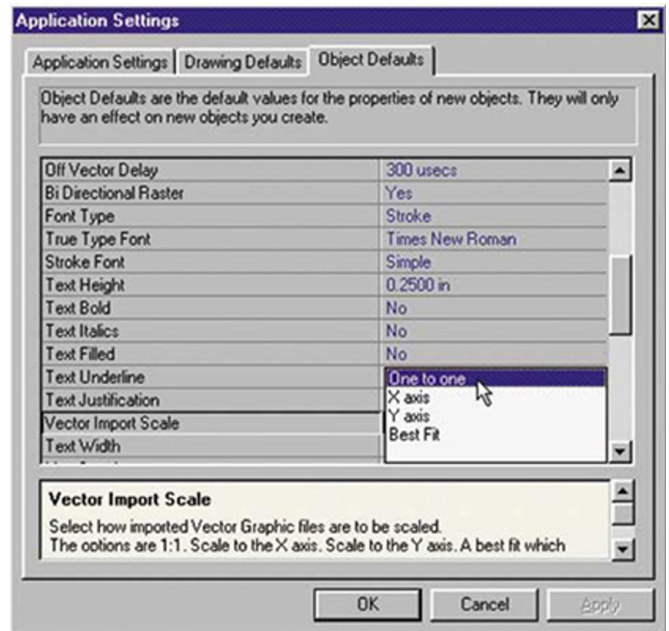 Application Settings
Application Settings Drawing Defaults Object Defaults
Object Defaults are the default values for the properties of new objects. They will only
have an effect on new objects you create.
Off Vector Delay 300 usecs
Bi Directional Raster Yes
Font Type Stroke
True Type Font Times New Roman
Stroke Font Simple
Text Height 0.2500 in
Text Bold No
Text Italics No
Text Filled No
Text Underline One to one
Text Justification X axis
Vector Import Scale Y axis
Text Width Best Fit
Vector Import Scale
Select how imported Vector Graphic files are to be scaled.
The options are 1:1. Scale to the X axis. Scale to the Y axis. A best fit which
OK Cancel Apply